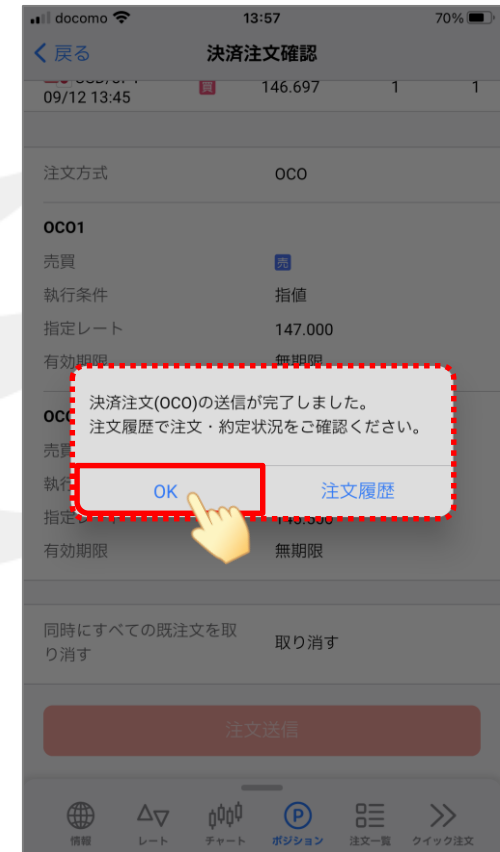 docomo 13:57 70%
戻る 決済注文確認
09/12 13:45 買 146.697 1 1
注文方式 OCO
OCO1
売買 売
執行条件 指値
指定レート 147.000
有効期限 無期限
決済注文(OCO)の送信が完了しました。
注文履歴で注文・約定状況をご確認ください。
OK 注文履歴
有効期限 無期限
同時にすべての既注文を取 取り消す
り消す
注文送信
情報 レート チャート ポジション 注文一覧 クイック注文